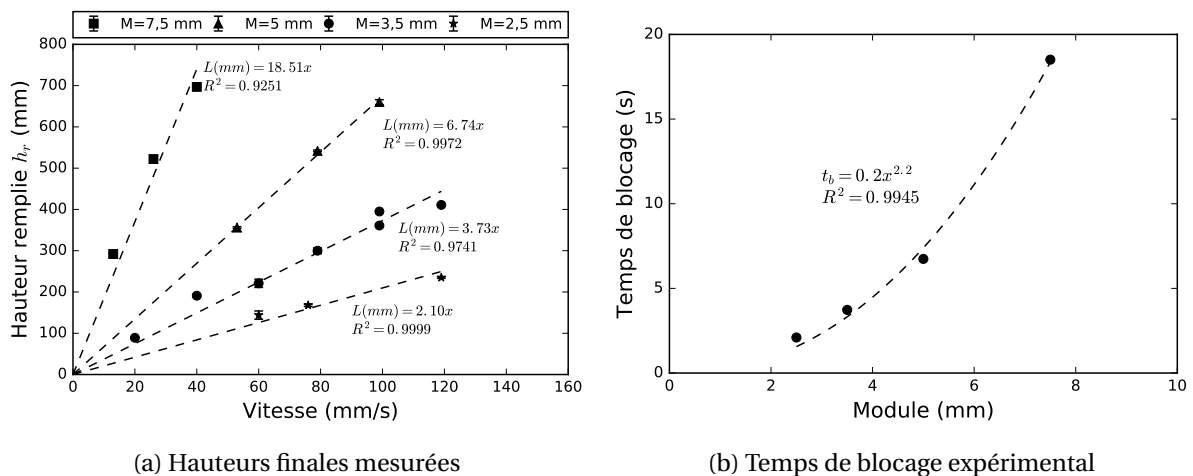 M=7,5 mm M=5 mm M=3,5 mm M=2,5 mm
800
700
600
500
400
300
200
100
0
0 20 40 60 80 100 120 140 160
Hauteur remplie h_r (mm)
Vitesse (mm/s)
L(mm) = 18.51x
R² = 0.9251
L(mm) = 6.74x
R² = 0.9972
L(mm) = 3.73x
R² = 0.9741
L(mm) = 2.10x
R² = 0.9999
(a) Hauteurs finales mesurées
20
15
10
5
0
0 2 4 6 8 10
Temps de blocage (s)
Module (mm)
t_b = 0.2x^{2.2}
R² = 0.9945
(b) Temps de blocage expérimental